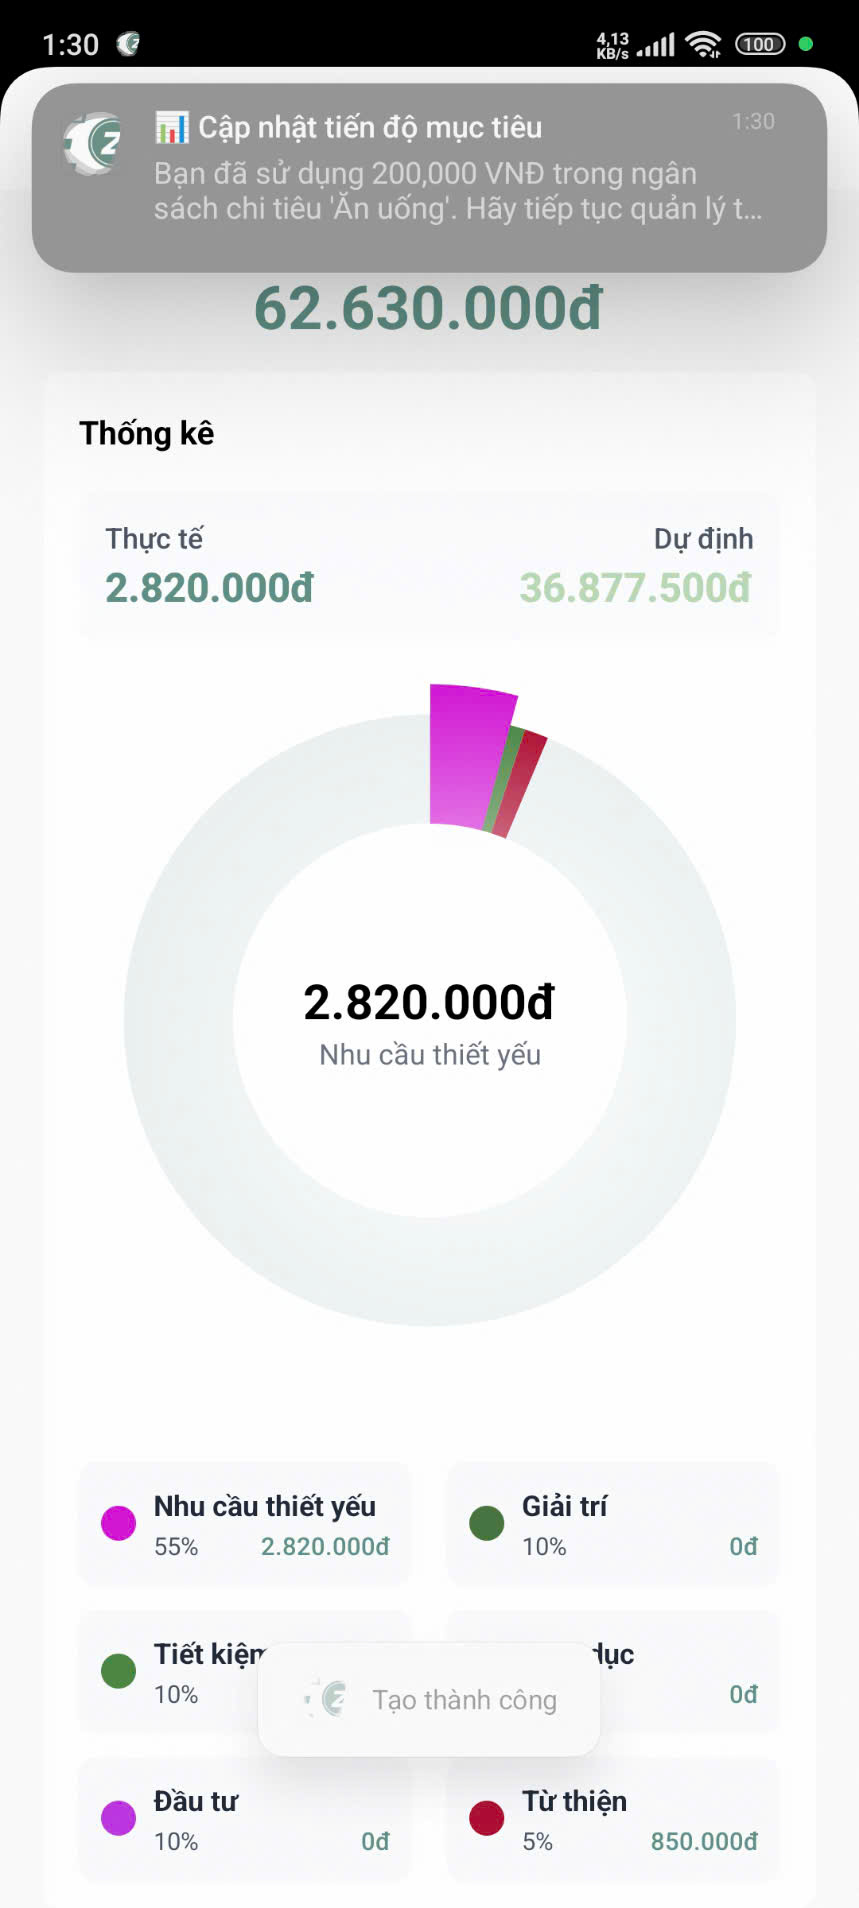 1:30
4,13
KB/s
100
📊 Cập nhật tiến độ mục tiêu
1:30
Bạn đã sử dụng 200,000 VNĐ trong ngân
sách chi tiêu 'Ăn uống'. Hãy tiếp tục quản lý t...
62.630.000đ
Thống kê
Thực tế
Dự định
2.820.000đ
36.877.500đ
2.820.000đ
Nhu cầu thiết yếu
Nhu cầu thiết yếu
55%
2.820.000đ
Giải trí
10%
0đ
Tiết kiệm
10%
dục
0đ
Tạo thành công
Đầu tư
10%
0đ
Từ thiện
5%
850.000đ